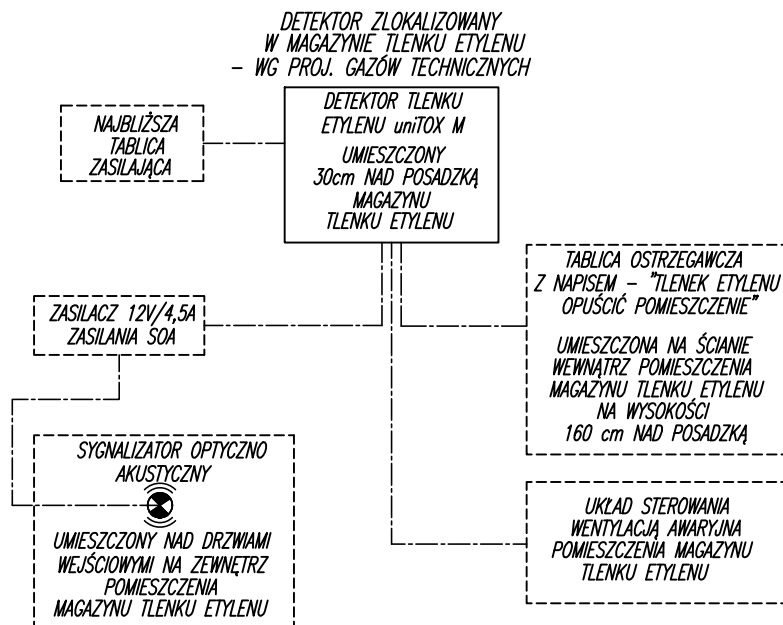 DETEKTOR ZLOKALIZOWANY
W MAGAZYNIE TLENKU ETYLENU
– WG PROJ. GAZÓW TECHNICZNYCH
DETEKTOR TLENKU
ETYLENU uniTOX M
UMIESZCZONY
30cm NAD POSADZKĄ
MAGAZYNU
TLENKU ETYLENU
NAJBLIŻSZA
TABLICA
ZASILAJĄCA
TABLICA OSTRZEGAWCZA
Z NAPISEM – "TLENEK ETYLENU
OPUŚCIĆ POMIESZCZENIE"
UMIESZCZONA NA ŚCIANIE
WEWNĄTRZ POMIESZCZENIA
MAGAZYNU TLENKU ETYLENU
NA WYSOKOŚCI
160 cm NAD POSADZKĄ
ZASILACZ 12V/4,5A
ZASILANIA SOA
SYGNALIZATOR OPTYCZNO
AKUSTYCZNY
UMIESZCZONY NAD DRZWIAMI
WEJŚCIOWYMI NA ZEWNĘTRZ
POMIESZCZENIA
MAGAZYNU TLENKU ETYLENU
UKŁAD STEROWANIA
WENTYLACJĄ AWARYJNA
POMIESZCZENIA MAGAZYNU
TLENKU ETYLENU